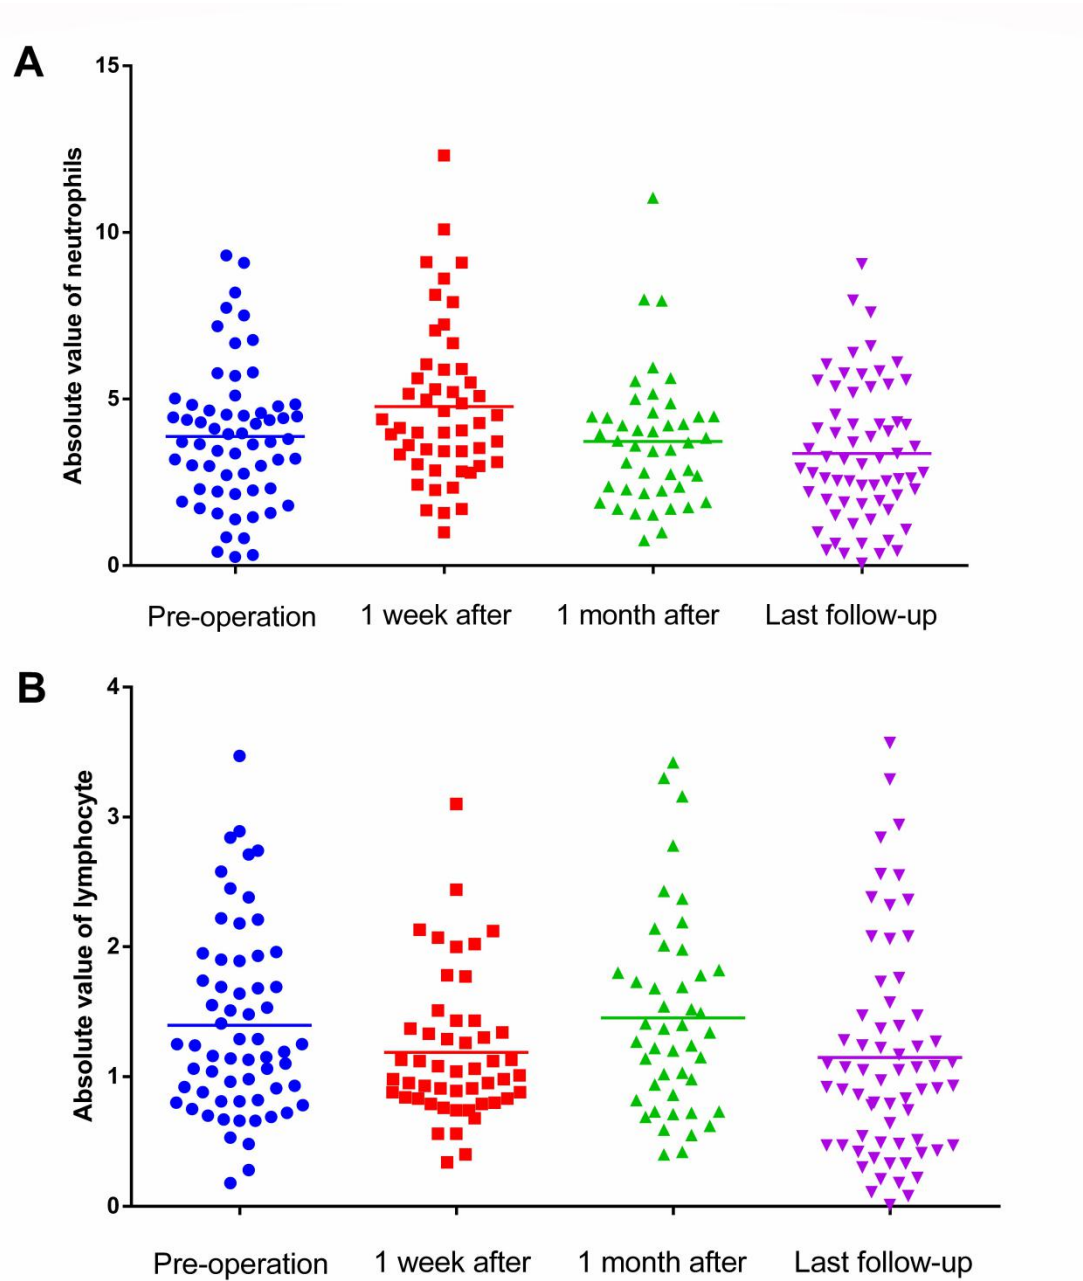 A
Absolute value of neutrophils
15
10
5
0
Pre-operation 1 week after 1 month after Last follow-up
B
Absolute value of lymphocyte
4
3
2
1
0
Pre-operation 1 week after 1 month after Last follow-up